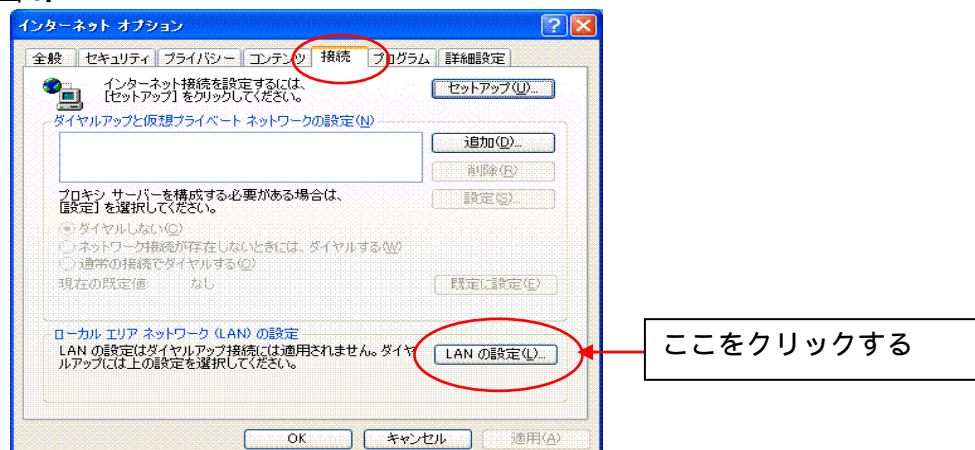 インターネット オプション
全般 セキュリティ プライバシー コンテンツ 接続 プログラム 詳細設定
インターネット接続を設定するには、
[セットアップ] をクリックしてください。
セットアップ(U)...
ダイヤルアップと仮想プライベート ネットワークの設定(N)
追加(D)...
削除(R)
プロキシ サーバーを構成する必要がある場合は、
[設定] を選択してください。
設定(S)...
ダイヤルしない(C)
ネットワーク接続が存在しないときには、ダイヤルする(W)
通常の接続でダイヤルする(O)
現在の既定値: なし
既定に設定(E)
ローカル エリア ネットワーク (LAN) の設定
LAN の設定はダイヤルアップ接続には適用されません。ダイヤ
ルアップには上の設定を選択してください。
LAN の設定(L)...
ここをクリックする
OK キャンセル 適用(A)